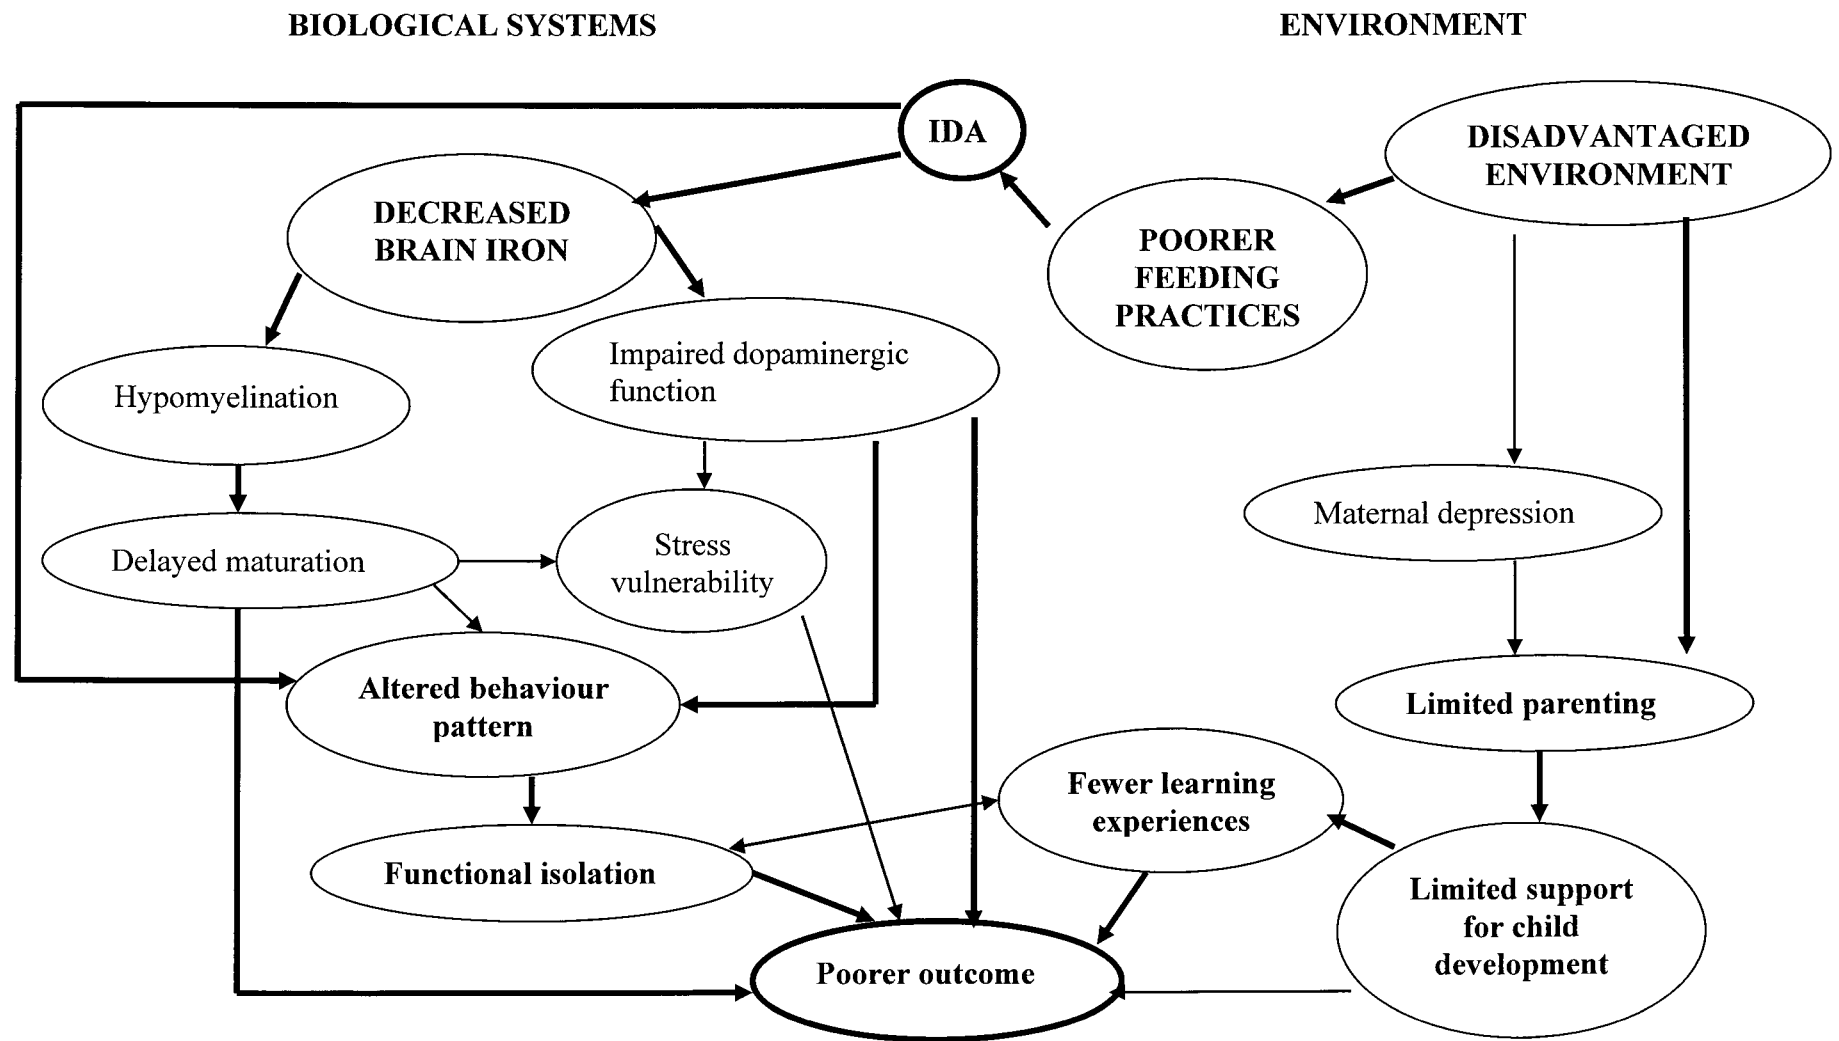 BIOLOGICAL SYSTEMS
ENVIRONMENT
IDA
DISADVANTAGED
ENVIRONMENT
DECREASED
BRAIN IRON
POORER
FEEDING
PRACTICES
Impaired dopaminergic
function
Hypomyelination
Maternal depression
Delayed maturation
Stress
vulnerability
Altered behaviour
pattern
Limited parenting
Fewer learning
experiences
Functional isolation
Limited support
for child
development
Poorer outcome